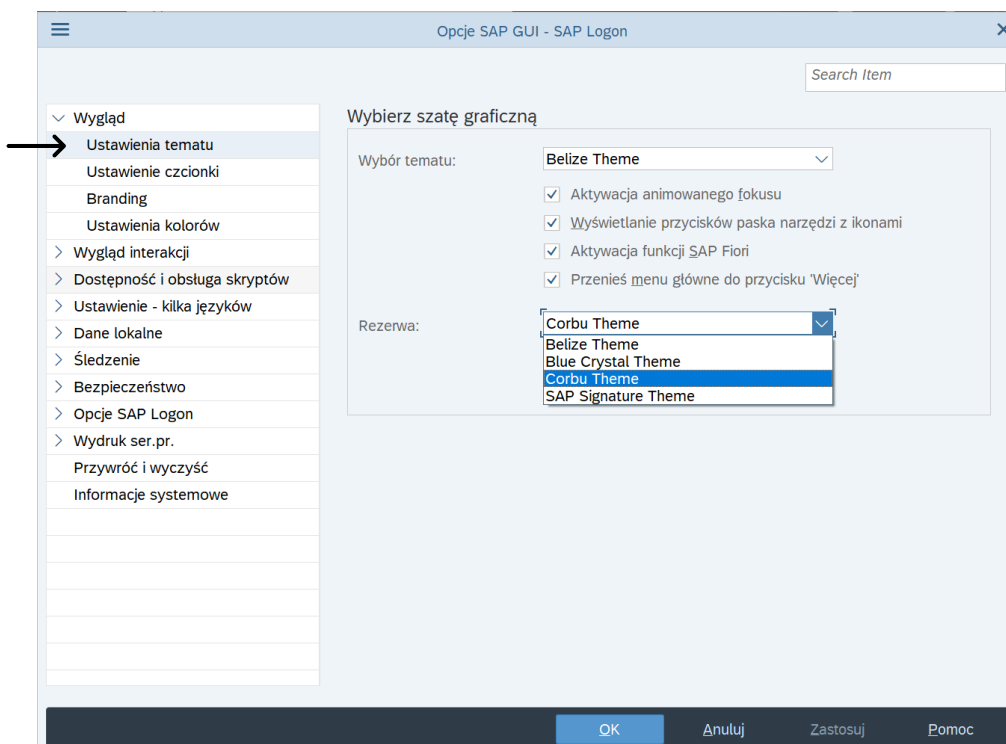 Opcje SAP GUI - SAP Logon
Search Item
Wygląd
Ustawienia tematu
Ustawienie czcionki
Branding
Ustawienia kolorów
Wygląd interakcji
Dostępność i obsługa skryptów
Ustawienie - kilka języków
Dane lokalne
Śledzenie
Bezpieczeństwo
Opcje SAP Logon
Wydruk ser.pr.
Przywróć i wyczyść
Informacje systemowe
Wybierz szatę graficzną
Wybór tematu:
Belize Theme
Aktywacja animowanego fokusu
Wyświetlanie przycisków paska narzędzi z ikonami
Aktywacja funkcji SAP Fiori
Przenieś menu główne do przycisku 'Więcej'
Rezerwa:
Corbu Theme
Belize Theme
Blue Crystal Theme
Corbu Theme
SAP Signature Theme
OK
Anuluj
Zastosuj
Pomoc